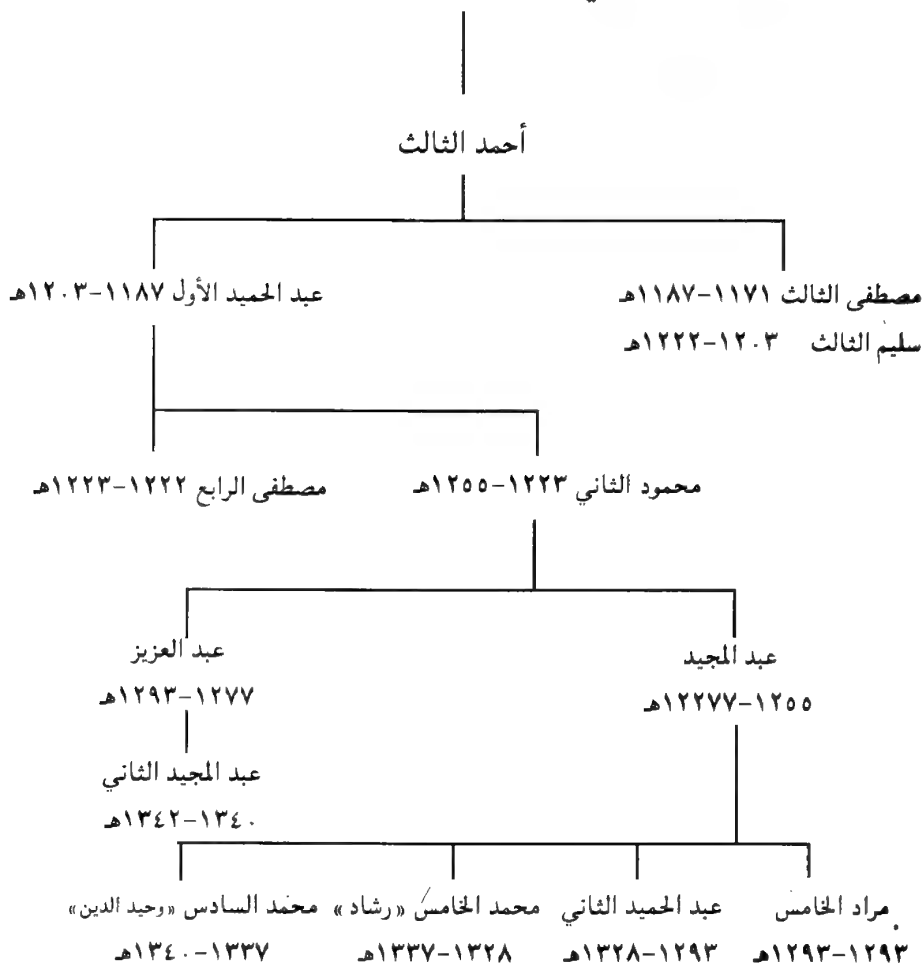 أحمد الثالث
مصطفى الثالث ١١٧١-١١٨٧هـ
عبد الحميد الأول ١١٨٧-١٢٠٣هـ
سليم الثالث ١٢٠٣-١٢٢٢هـ
محمود الثاني ١٢٢٣-١٢٥٥هـ
مصطفى الرابع ١٢٢٢-١٢٢٣هـ
عبد المجيد
عبد العزيز
١٢٥٥-١٢٢٧٧هـ
١٢٧٧-١٢٩٣هـ
عبد المجيد الثاني
١٣٤٠-١٣٤٢هـ
مراد الخامس
عبد الحميد الثاني
محمد الخامس «رشاد»
محمد السادس «وحيد الدين»
١٢٩٣-١٢٩٣هـ
١٢٩٣-١٣٢٨هـ
١٣٢٨-١٣٣٧هـ
١٣٣٧-١٣٤٠هـ